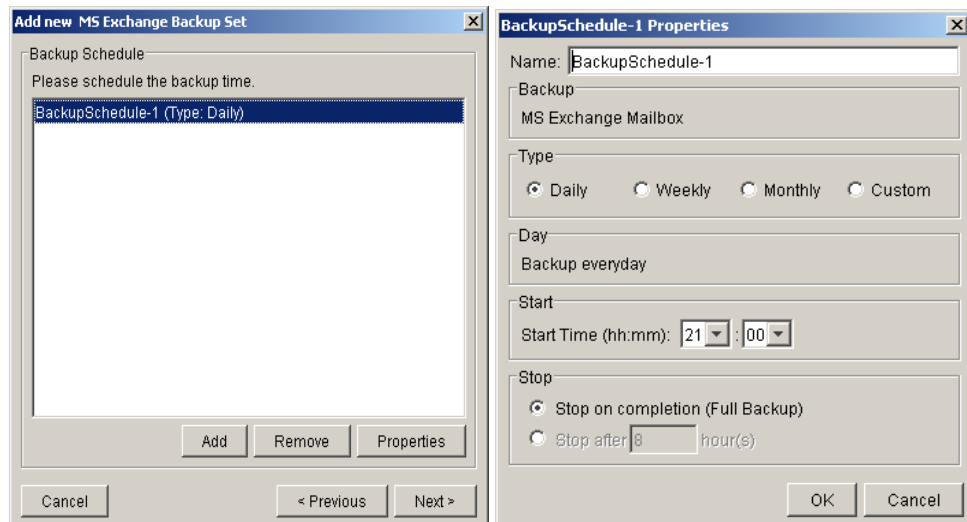 Add new MS Exchange Backup Set
Backup Schedule
Please schedule the backup time.
BackupSchedule-1 (Type: Daily)
Add
Remove
Properties
Cancel
< Previous
Next >
BackupSchedule-1 Properties
Name: BackupSchedule-1
Backup
MS Exchange Mailbox
Type
Daily Weekly Monthly Custom
Day
Backup everyday
Start
Start Time (hh:mm): 21 : 00
Stop
Stop on completion (Full Backup)
Stop after 8 hour(s)
OK
Cancel